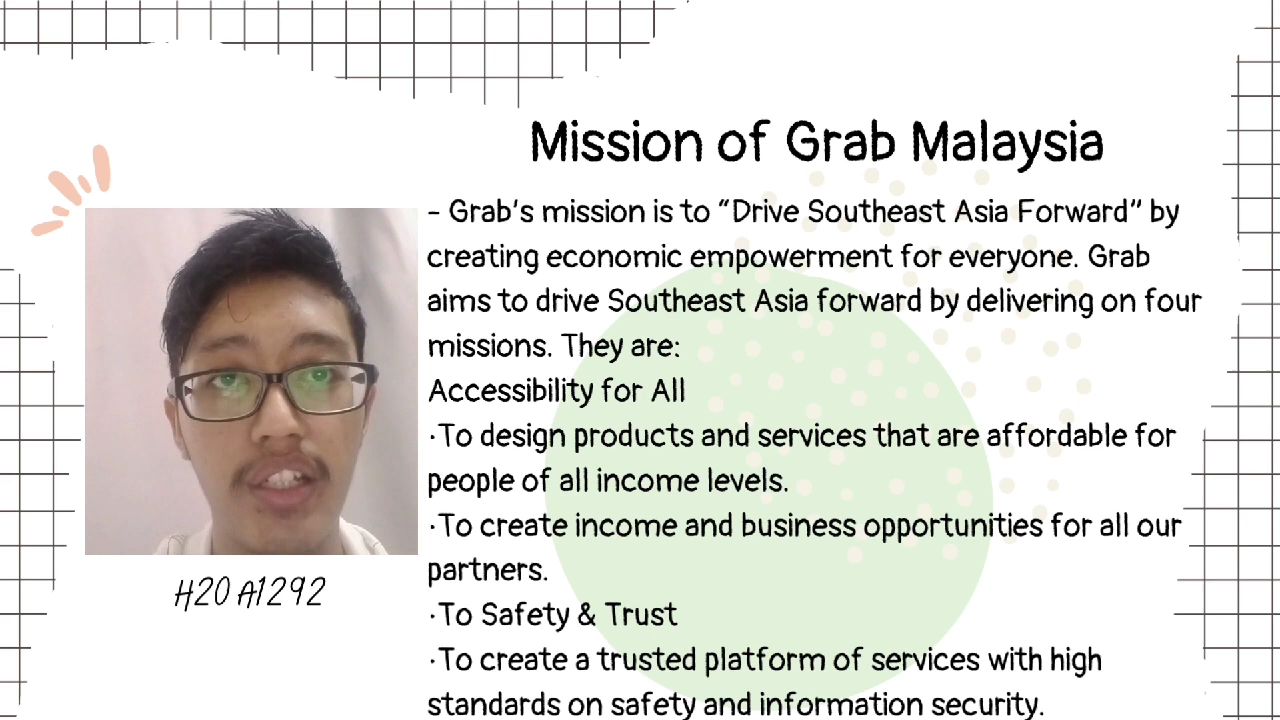 Mission of Grab Malaysia
- Grab's mission is to “Drive Southeast Asia Forward” by
creating economic empowerment for everyone. Grab
aims to drive Southeast Asia forward by delivering on four
missions. They are:
Accessibility for All
·To design products and services that are affordable for
people of all income levels.
·To create income and business opportunities for all our
partners.
·To Safety & Trust
·To create a trusted platform of services with high
standards on safety and information security.
H20 A1292